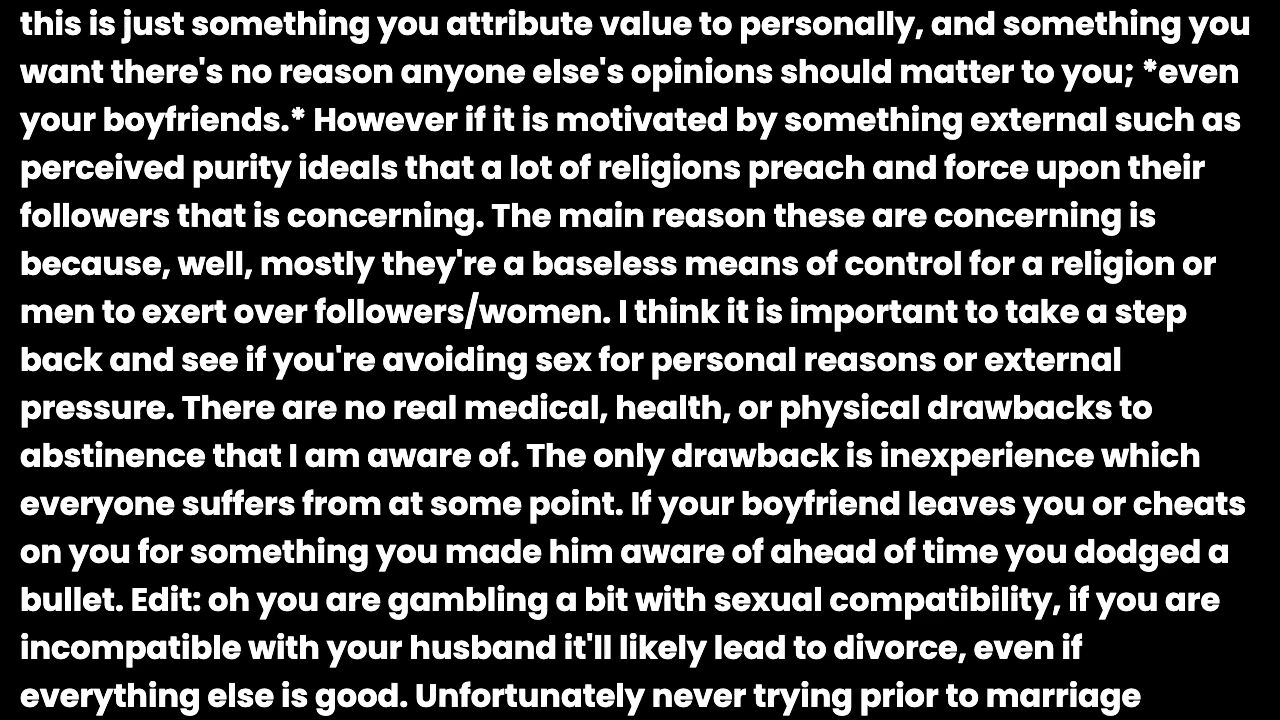 this is just something you attribute value to personally, and something you
want there's no reason anyone else's opinions should matter to you; *even
your boyfriends.* However if it is motivated by something external such as
perceived purity ideals that a lot of religions preach and force upon their
followers that is concerning. The main reason these are concerning is
because, well, mostly they're a baseless means of control for a religion or
men to exert over followers/women. I think it is important to take a step
back and see if you're avoiding sex for personal reasons or external
pressure. There are no real medical, health, or physical drawbacks to
abstinence that I am aware of. The only drawback is inexperience which
everyone suffers from at some point. If your boyfriend leaves you or cheats
on you for something you made him aware of ahead of time you dodged a
bullet. Edit: oh you are gambling a bit with sexual compatibility, if you are
incompatible with your husband it'll likely lead to divorce, even if
everything else is good. Unfortunately never trying prior to marriage